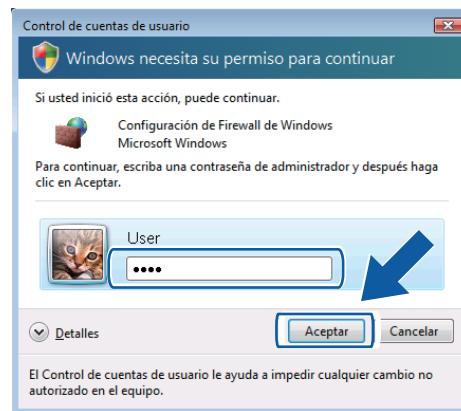 Control de cuentas de usuario
Windows necesita su permiso para continuar
Si usted inició esta acción, puede continuar.
Configuración de Firewall de Windows
Microsoft Windows
Para continuar, escriba una contraseña de administrador y después haga
clic en Aceptar.
User
••••
Detalles
Aceptar
Cancelar
El Control de cuentas de usuario le ayuda a impedir cualquier cambio no
autorizado en el equipo.